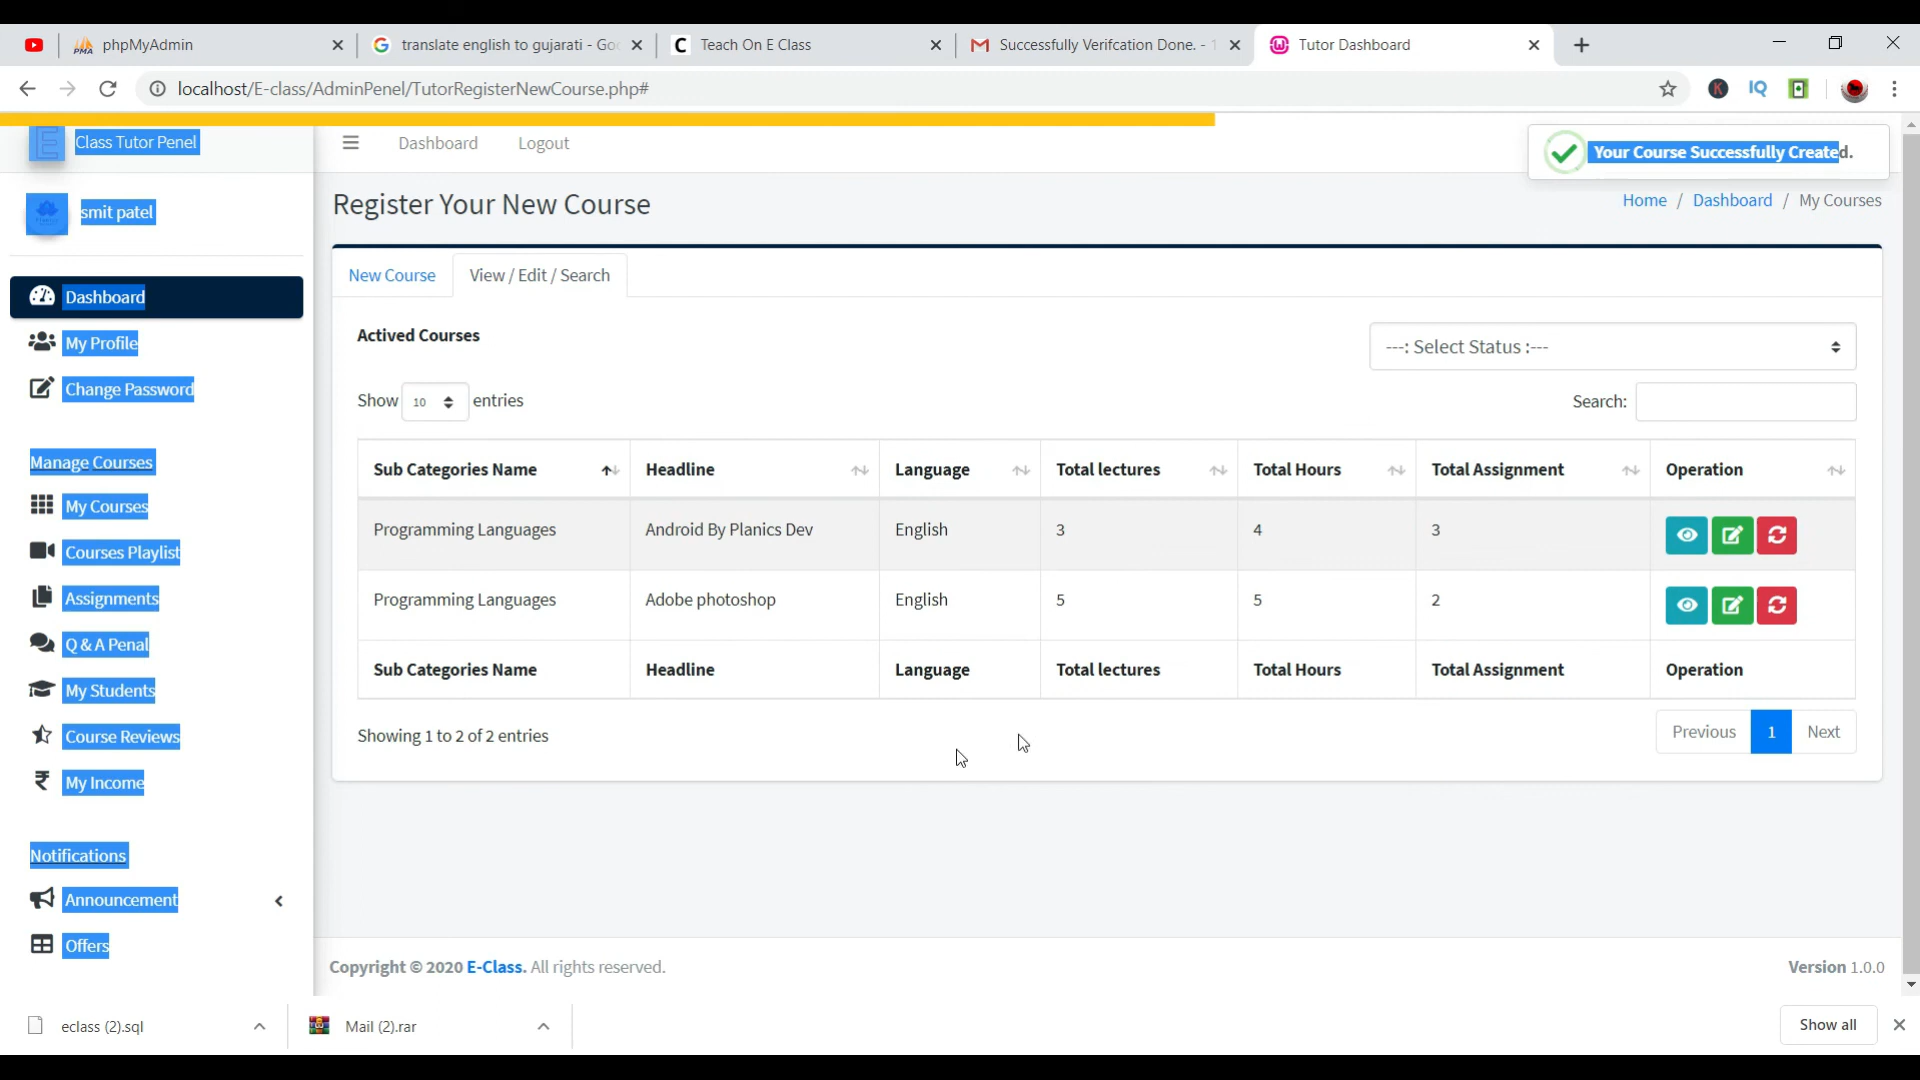 phpMyAdmin
translate english to gujarati - Goo
Teach On E Class
Successfully Verifcation Done. - 1
Tutor Dashboard
localhost/E-class/AdminPenel/TutorRegisterNewCourse.php#
IQ
E Class Tutor Penel
Dashboard
Logout
Your Course Successfully Created.
smit patel
Register Your New Course
Home / Dashboard / My Courses
New Course
View / Edit / Search
Dashboard
My Profile
Change Password
Manage Courses
My Courses
Courses Playlist
Assignments
Q & A Penal
My Students
Course Reviews
My Income
Notifications
Announcement
Offers
Actived Courses
---: Select Status :---
Show 10 entries
Search:
Sub Categories Name Headline Language Total lectures Total Hours Total Assignment Operation
Programming Languages Android By Planics Dev English 3 4 3
Programming Languages Adobe photoshop English 5 5 2
Sub Categories Name Headline Language Total lectures Total Hours Total Assignment Operation
Showing 1 to 2 of 2 entries
Previous 1 Next
Copyright © 2020 E-Class. All rights reserved.
Version 1.0.0
eclass (2).sql
Mail (2).rar
Show all